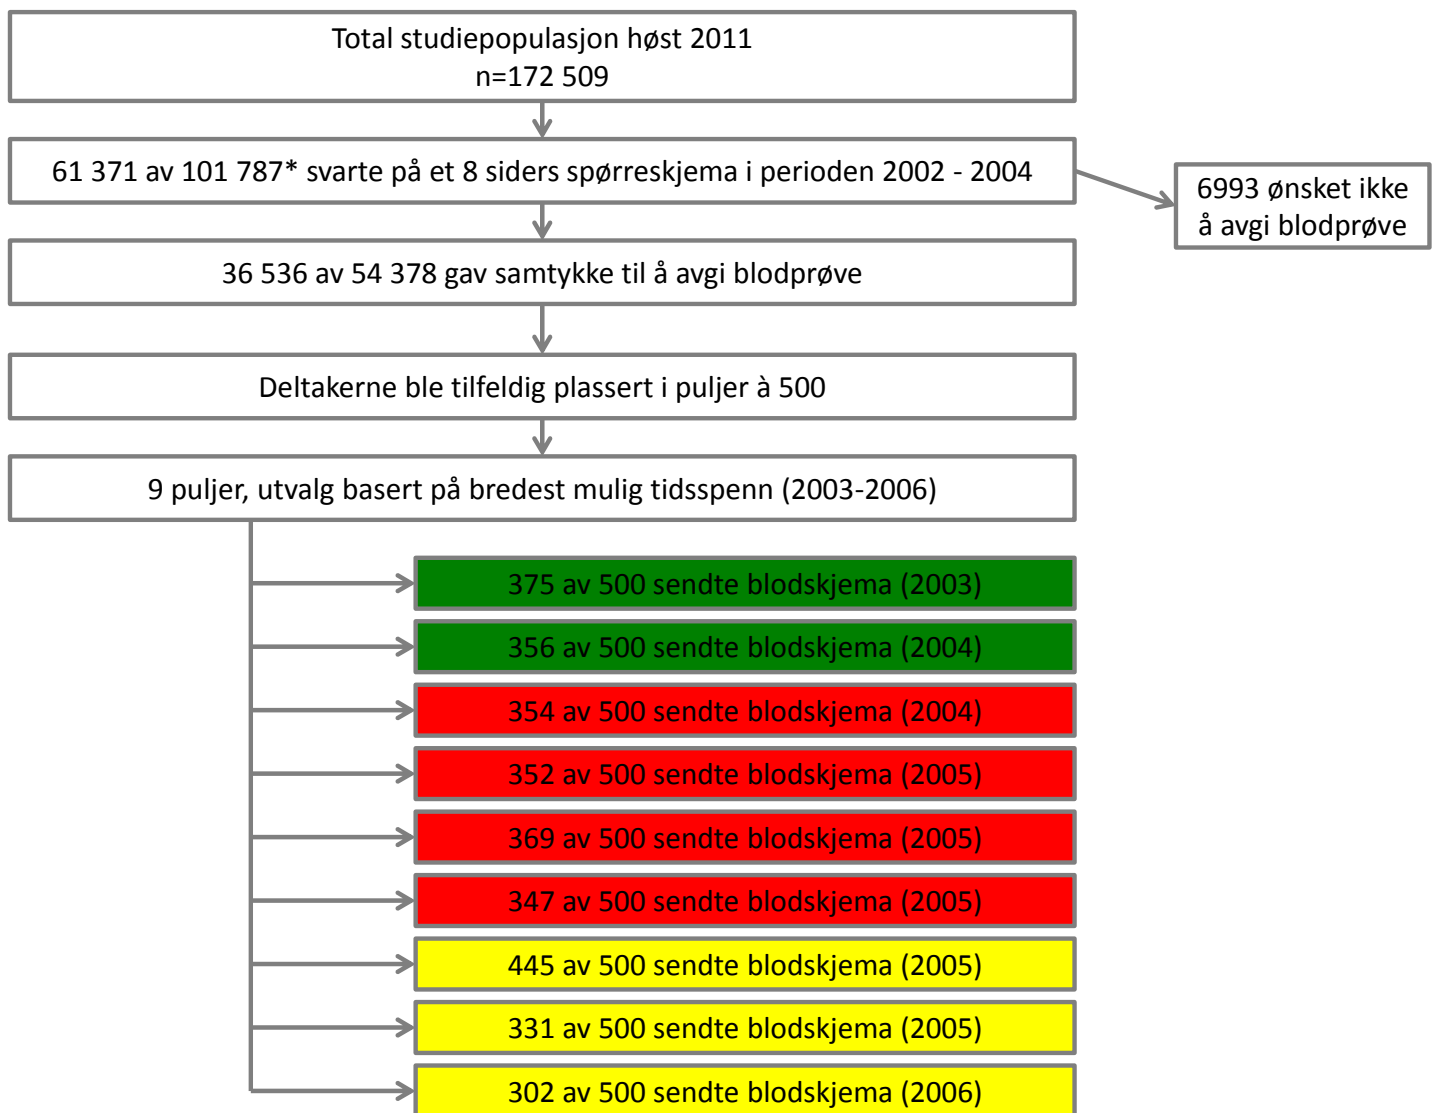 Total studiepopulasjon høst 2011
n=172 509
61 371 av 101 787* svarte på et 8 siders spørreskjema i perioden 2002 - 2004
6993 ønsket ikke
å avgi blodprøve
36 536 av 54 378 gav samtykke til å avgi blodprøve
Deltakerne ble tilfeldig plassert i puljer à 500
9 puljer, utvalg basert på bredest mulig tidsspenn (2003-2006)
375 av 500 sendte blodskjema (2003)
356 av 500 sendte blodskjema (2004)
354 av 500 sendte blodskjema (2004)
352 av 500 sendte blodskjema (2005)
369 av 500 sendte blodskjema (2005)
347 av 500 sendte blodskjema (2005)
445 av 500 sendte blodskjema (2005)
331 av 500 sendte blodskjema (2005)
302 av 500 sendte blodskjema (2006)